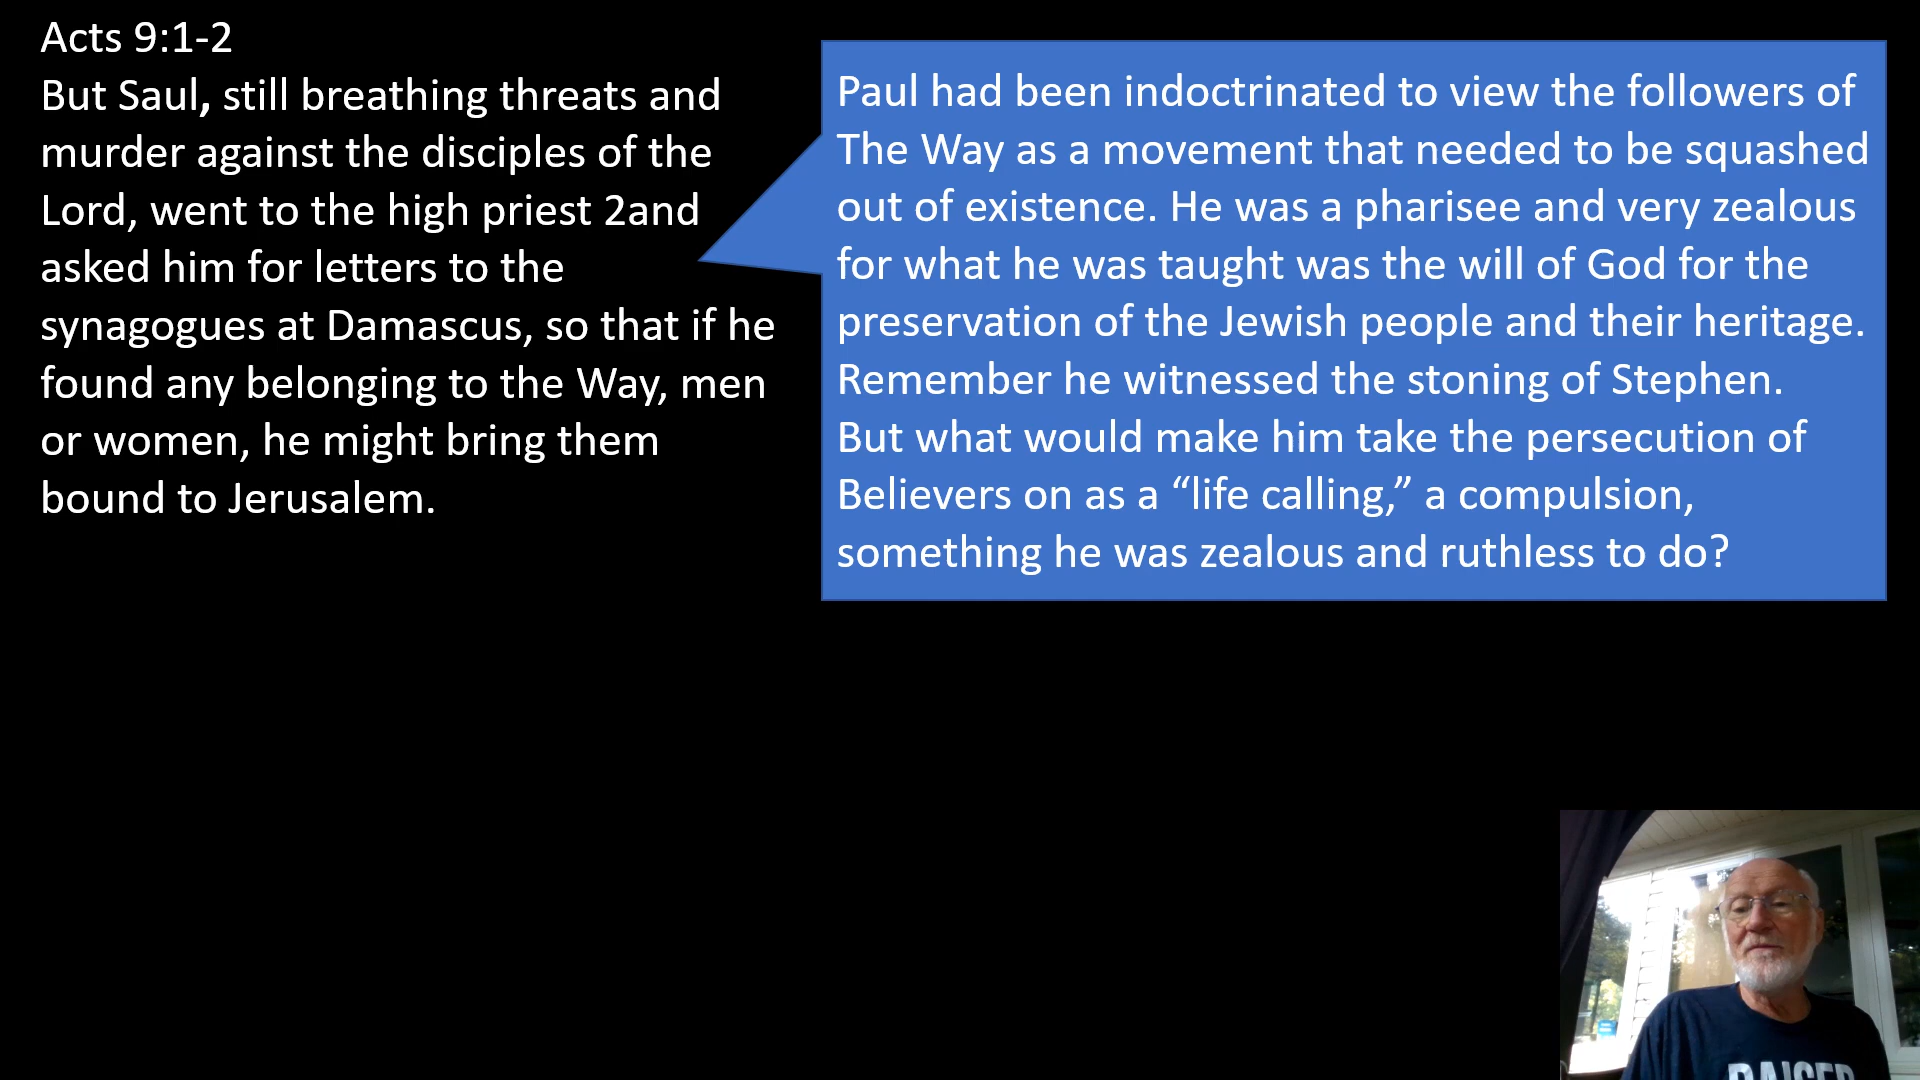 Acts 9:1-2
But Saul, still breathing threats and
murder against the disciples of the
Lord, went to the high priest 2and
asked him for letters to the
synagogues at Damascus, so that if he
found any belonging to the Way, men
or women, he might bring them
bound to Jerusalem.
Paul had been indoctrinated to view the followers of
The Way as a movement that needed to be squashed
out of existence. He was a pharisee and very zealous
for what he was taught was the will of God for the
preservation of the Jewish people and their heritage.
Remember he witnessed the stoning of Stephen.
But what would make him take the persecution of
Believers on as a “life calling,” a compulsion,
something he was zealous and ruthless to do?
RAISED